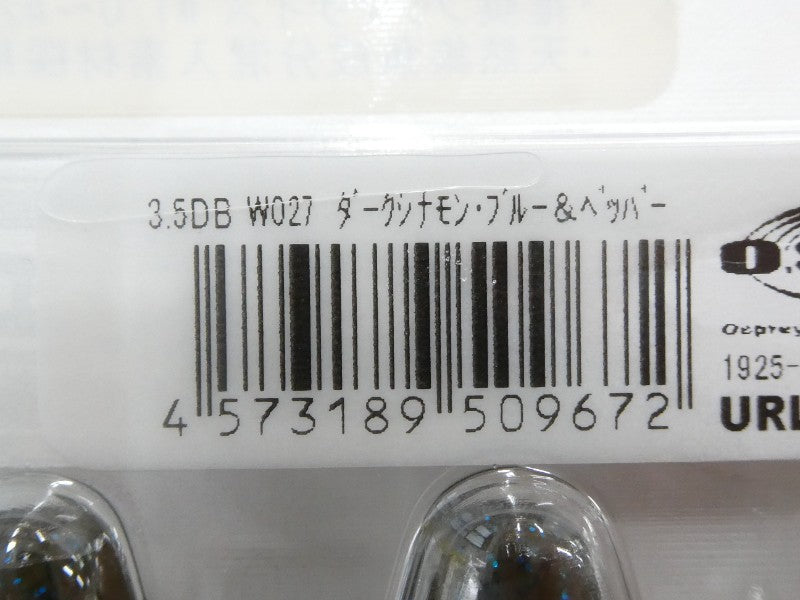 3.5DB W027 ﾀﾞｰｸｼﾅﾓﾝ･ﾌﾞﾙｰ&ﾍﾟｯﾊﾟｰ
4 573189 509672
Osprey
1925-
URL